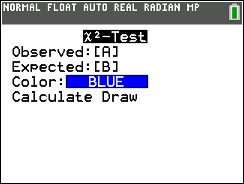 NORMAL FLOAT AUTO REAL RADIAN MP
χ²-Test
Observed:[A]
Expected:[B]
Color: BLUE
Calculate Draw